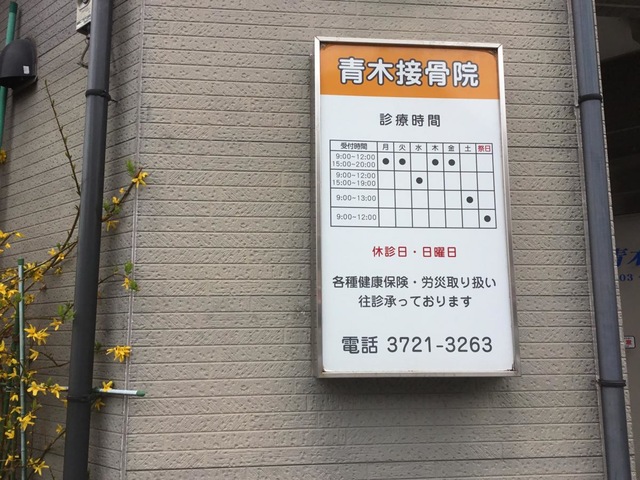 青木接骨院
診療時間
受付時間 月 火 水 木 金 土 祭日
9:00-12:00
15:00-20:00 ● ● ● ●
9:00-12:00
15:00-19:00 ●
9:00-13:00 ●
9:00-12:00 ●
休診日・日曜日
各種健康保険・労災取り扱い
往診承っております
電話 3721-3263
青木
03